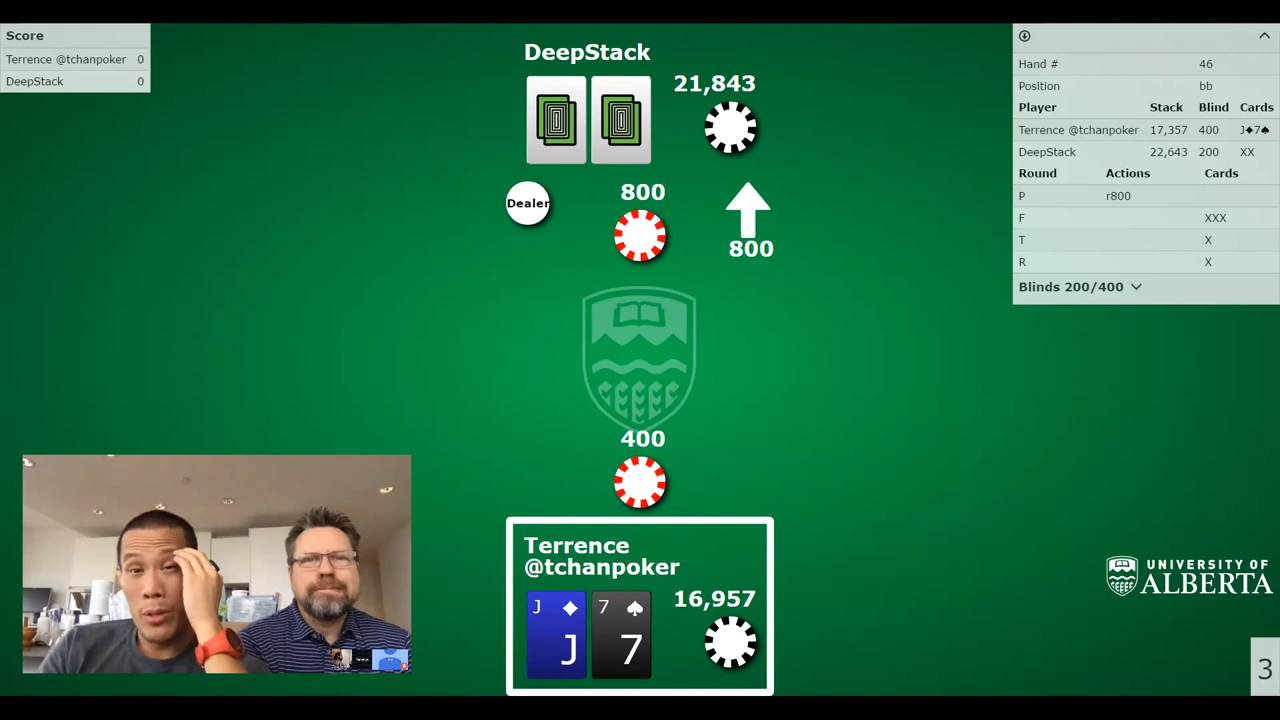 Score
Terrence @tchanpoker 0
DeepStack 0
DeepStack
21,843
Dealer
800
800
400
Terrence
@tchanpoker
16,957
J
J
7
7
Hand # 46
Position bb
Player Stack Blind Cards
Terrence @tchanpoker 17,357 400 J♦7♠
DeepStack 22,643 200 XX
Round Actions Cards
P r800
F XXX
T X
R X
Blinds 200/400
UNIVERSITY OF
ALBERTA
3